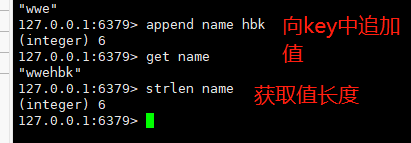 "wwe"
127.0.0.1:6379> append name hbk
(integer) 6
向key中追加
值
127.0.0.1:6379> get name
"wwehbk"
127.0.0.1:6379> strlen name
获取值长度
(integer) 6
127.0.0.1:6379>